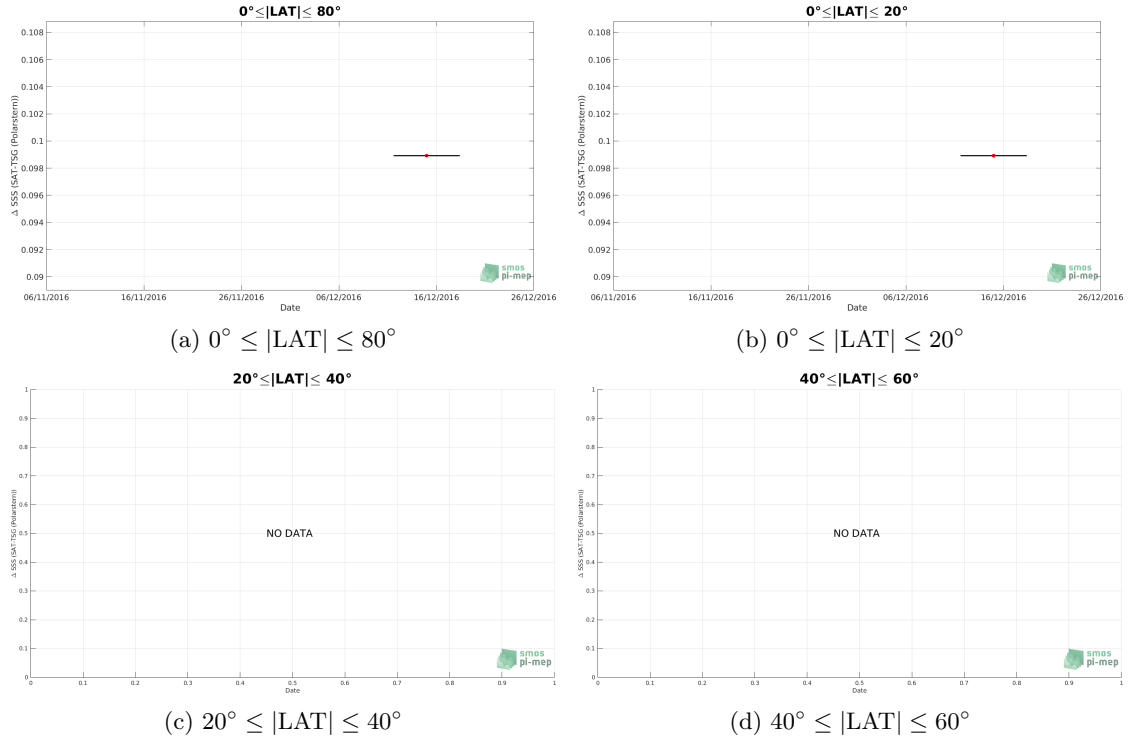 0°≤|LAT|≤ 80°
0.108
0.106
0.104
0.102
0.1
0.098
0.096
0.094
0.092
0.09
Δ SSS (SAT-TSG (Polarstern))
06/11/2016 16/11/2016 26/11/2016 06/12/2016 16/12/2016 26/12/2016
Date
smos
pi-mep
(a) 0° ≤ |LAT| ≤ 80°
0°≤|LAT|≤ 20°
0.108
0.106
0.104
0.102
0.1
0.098
0.096
0.094
0.092
0.09
Δ SSS (SAT-TSG (Polarstern))
06/11/2016 16/11/2016 26/11/2016 06/12/2016 16/12/2016 26/12/2016
Date
smos
pi-mep
(b) 0° ≤ |LAT| ≤ 20°
20°≤|LAT|≤ 40°
1
0.9
0.8
0.7
0.6
0.5
0.4
0.3
0.2
0.1
0
Δ SSS (SAT-TSG (Polarstern))
NO DATA
0 0.1 0.2 0.3 0.4 0.5 0.6 0.7 0.8 0.9 1
Date
smos
pi-mep
(c) 20° ≤ |LAT| ≤ 40°
40°≤|LAT|≤ 60°
1
0.9
0.8
0.7
0.6
0.5
0.4
0.3
0.2
0.1
0
Δ SSS (SAT-TSG (Polarstern))
NO DATA
0 0.1 0.2 0.3 0.4 0.5 0.6 0.7 0.8 0.9 1
Date
smos
pi-mep
(d) 40° ≤ |LAT| ≤ 60°